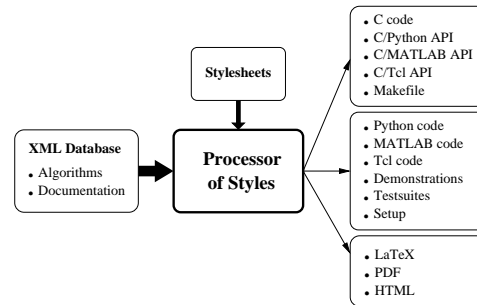 Stylesheets
XML Database
• Algorithms
• Documentation
Processor
of Styles
• C code
• C/Python API
• C/MATLAB API
• C/Tcl API
• Makefile
• Python code
• MATLAB code
• Tcl code
• Demonstrations
• Testsuites
• Setup
• LaTeX
• PDF
• HTML